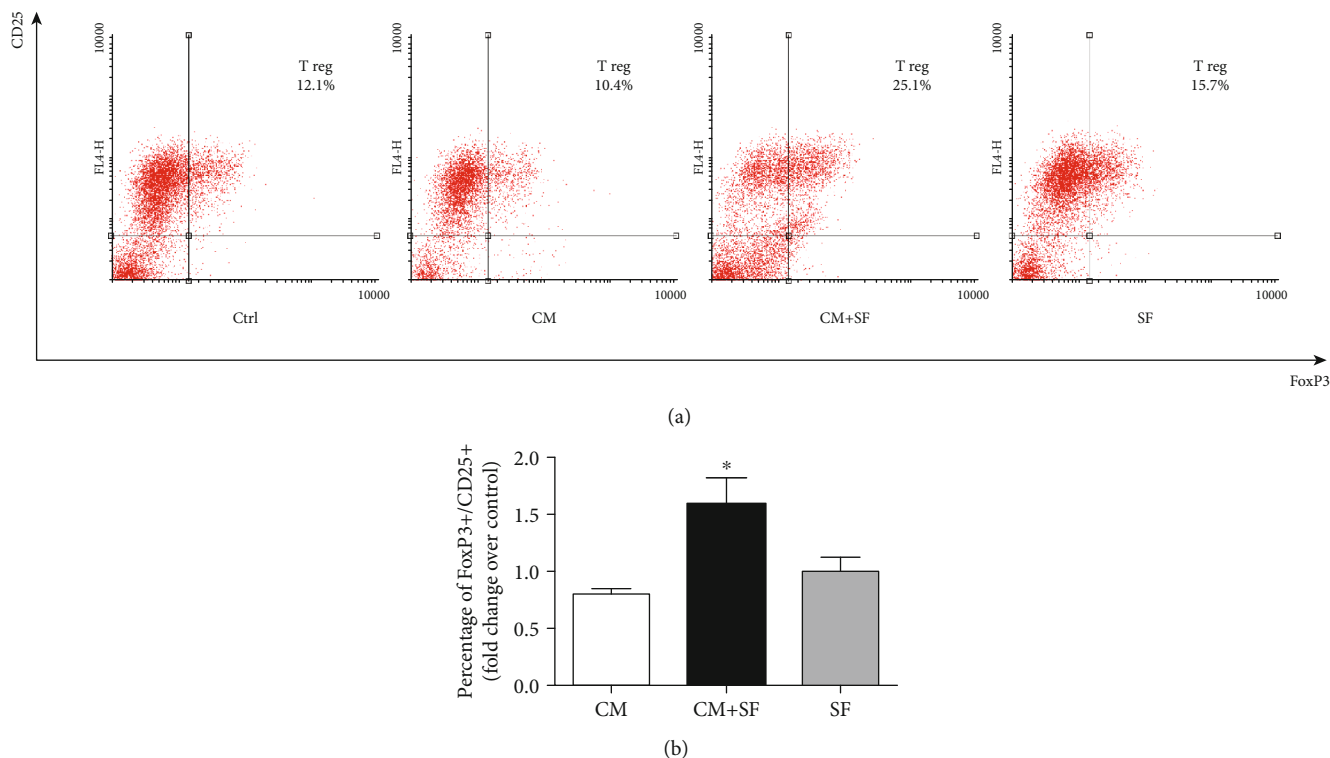 CD25
10000
FL4-H
T reg
12.1%
10000
Ctrl
10000
FL4-H
T reg
10.4%
10000
CM
10000
FL4-H
T reg
25.1%
10000
CM+SF
10000
FL4-H
T reg
15.7%
10000
SF
FoxP3
(a)
Percentage of FoxP3+/CD25+
(fold change over control)
2.0
1.5
1.0
0.5
0.0
*
CM
CM+SF
SF
(b)